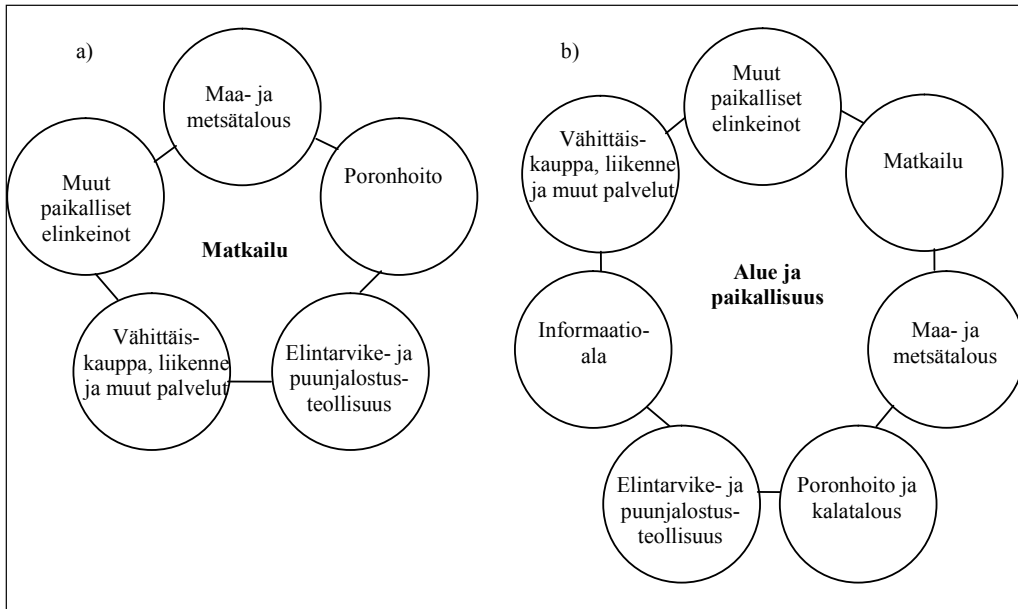 a)
Maa- ja
metsätalous
Poronhoito
Elintarvike- ja
puunjalostus-
teollisuus
Vähittäis-
kauppa, liikenne
ja muut palvelut
Muut
paikalliset
elinkeinot
Matkailu
b)
Muut
paikalliset
elinkeinot
Matkailu
Maa- ja
metsätalous
Poronhoito ja
kalatalous
Elintarvike- ja
puunjalostus-
teollisuus
Informaatio-
ala
Vähittäis-
kauppa, liikenne
ja muut palvelut
Alue ja
paikallisuus